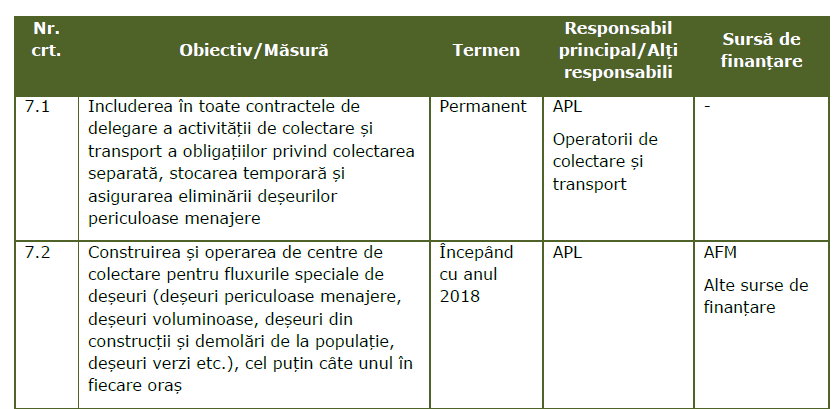 Nr. crt.
Obiectiv/Măsură
Termen
Responsabil principal/Alți responsabili
Sursă de finanțare
7.1
Includerea în toate contractele de
delegare a activității de colectare și
transport a obligațiilor privind colectarea
separată, stocarea temporară și
asigurarea eliminării deșeurilor
periculoase menajere
Permanent
APL
Operatorii de
colectare și
transport
-
7.2
Construirea și operarea de centre de
colectare pentru fluxurile speciale de
deșeuri (deșeuri periculoase menajere,
deșeuri voluminoase, deșeuri din
construcții și demolări de la populație,
deșeuri verzi etc.), cel puțin câte unul în
fiecare oraș
Începând
cu anul
2018
APL
AFM
Alte surse de
finanțare